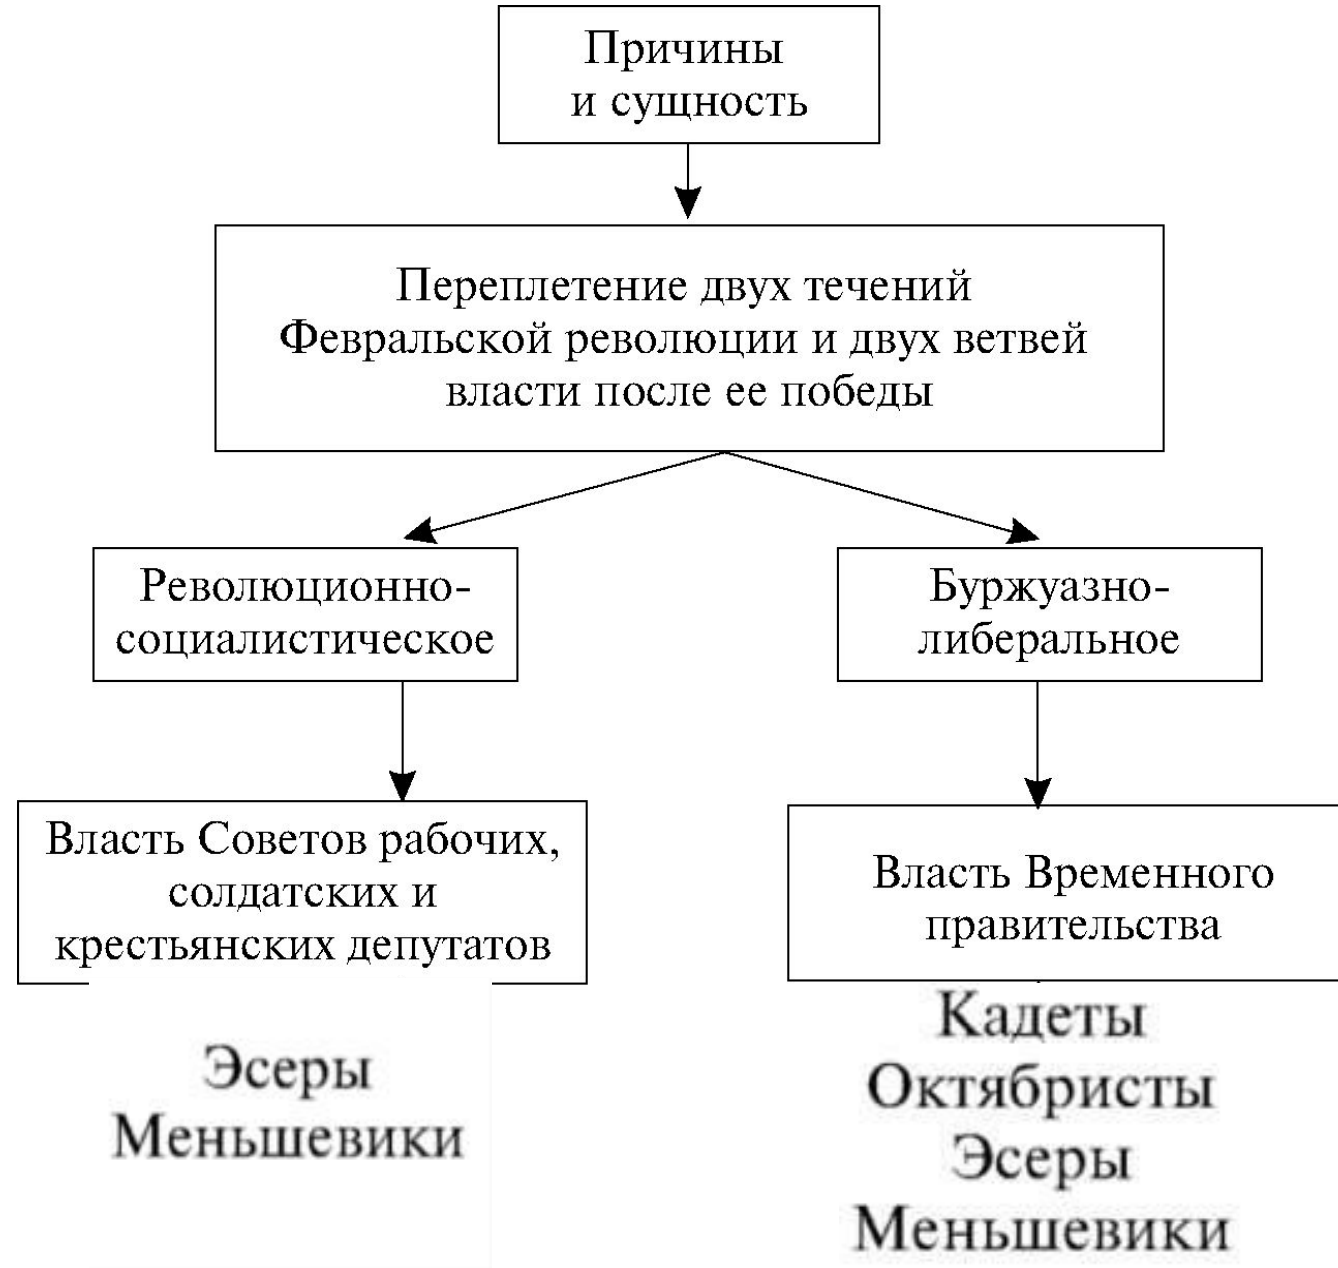 Причины
и сущность
Переплетение двух течений
Февральской революции и двух ветвей
власти после ее победы
Революционно-
социалистическое
Буржуазно-
либеральное
Власть Советов рабочих,
солдатских и
крестьянских депутатов
Власть Временного
правительства
Эсеры
Меньшевики
Кадеты
Октябристы
Эсеры
Меньшевики